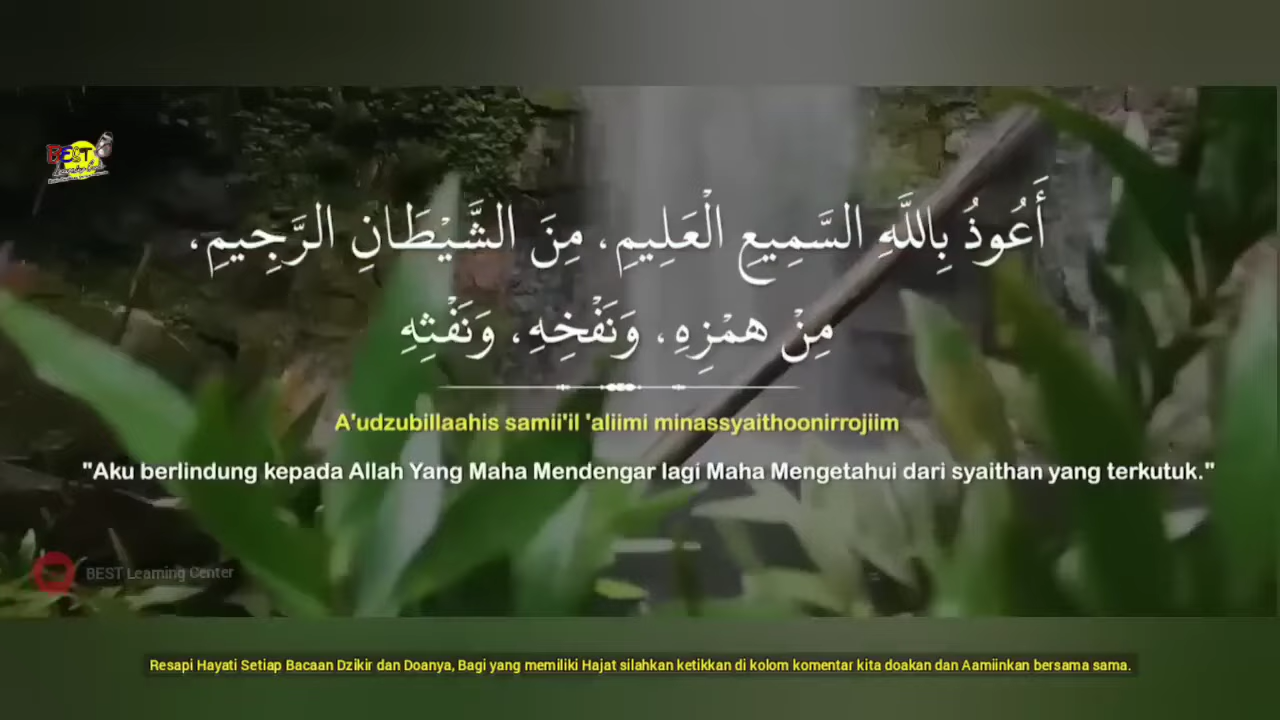 BEST
أَعُوذُ بِاللَّهِ السَّمِيعِ الْعَلِيمِ، مِنَ الشَّيْطَانِ الرَّجِيمِ،
مِنْ هَمْزِهِ، وَنَفْخِهِ، وَنَفْثِهِ
A'udzubillaahis samii'il 'aliimi minassyaithoonirrojiim
"Aku berlindung kepada Allah Yang Maha Mendengar lagi Maha Mengetahui dari syaithan yang terkutuk."
BEST Learning Center
Resapi Hayati Setiap Bacaan Dzikir dan Doanya, Bagi yang memiliki Hajat silahkan ketikkan di kolom komentar kita doakan dan Aamiinkan bersama sama.